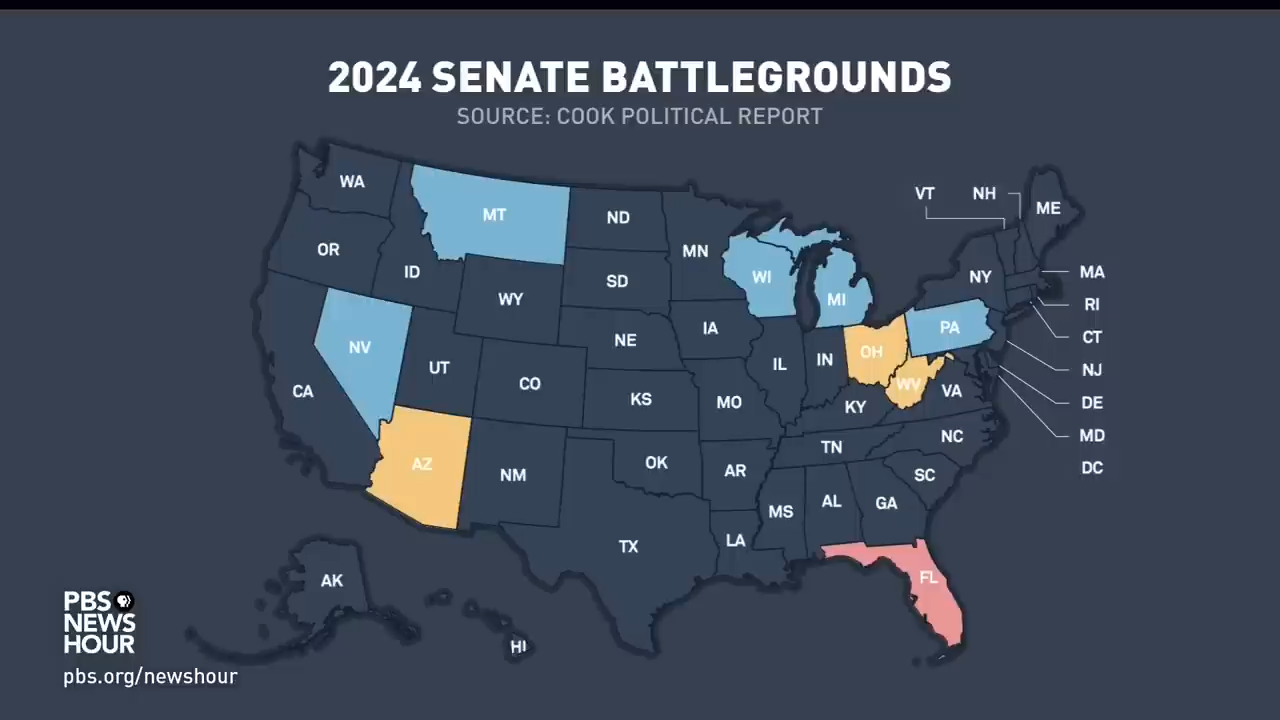 2024 SENATE BATTLEGROUNDS
SOURCE: COOK POLITICAL REPORT
WA
MT
ND
MN
VT
NH
ME
OR
ID
SD
WI
MI
NY
MA
WY
RI
NV
UT
NE
IA
PA
CT
CA
CO
KS
MO
IL
IN
OH
WV
VA
NJ
KY
DE
AZ
NM
OK
AR
TN
NC
MD
SC
DC
TX
LA
MS
AL
GA
FL
AK
HI
PBS
NEWS
HOUR
pbs.org/newshour